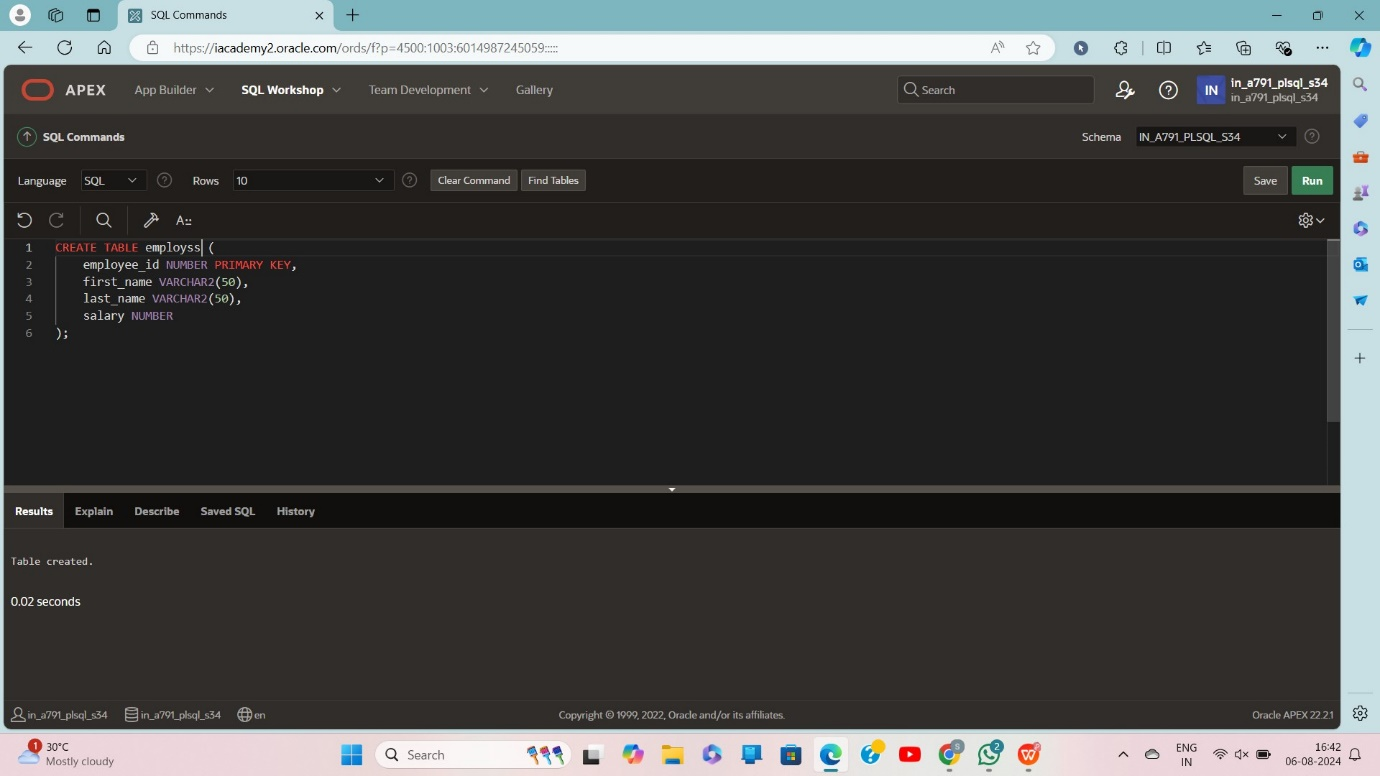 SQL Commands
https://iacademy2.oracle.com/ords/f?p=4500:1003:6014987245059:::::
APEX App Builder SQL Workshop Team Development Gallery Search IN in_a791_plsql_s34
in_a791_plsql_s34
SQL Commands Schema IN_A791_PLSQL_S34
Language SQL Rows 10 Clear Command Find Tables Save Run
A::
1 CREATE TABLE employss (
2 employee_id NUMBER PRIMARY KEY,
3 first_name VARCHAR2(50),
4 last_name VARCHAR2(50),
5 salary NUMBER
6 );
Results Explain Describe Saved SQL History
Table created.
0.02 seconds
in_a791_plsql_s34 in_a791_plsql_s34 en Copyright © 1999, 2022, Oracle and/or its affiliates. Oracle APEX 22.2.1
1 30°C
Mostly cloudy
Search
S 2
ENG
IN
16:42
06-08-2024